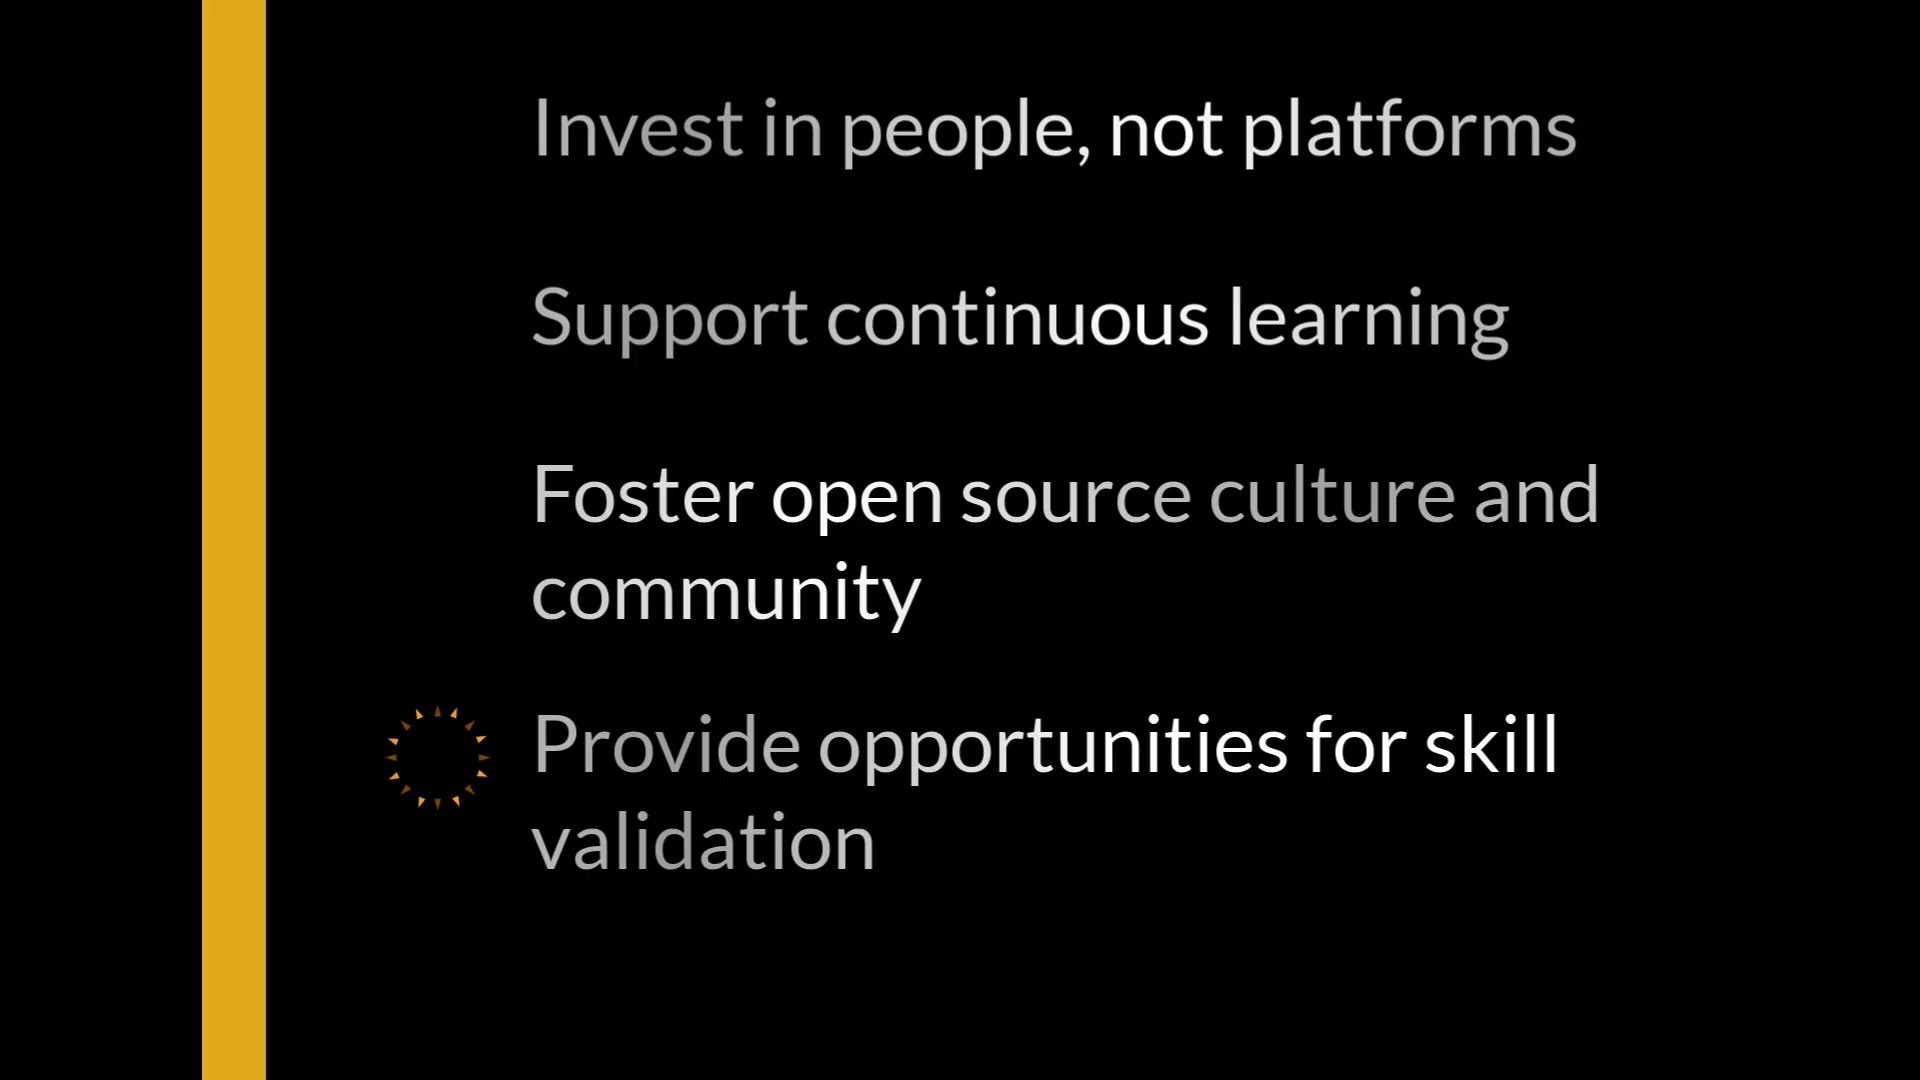 Invest in people, not platforms
Support continuous learning
Foster open source culture and
community
Provide opportunities for skill
validation